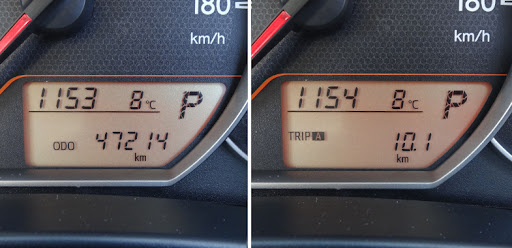 180
km/h
1153 8°C P
ODO 47214
km
180
km/h
1154 8°C P
TRIP A 10.1
km